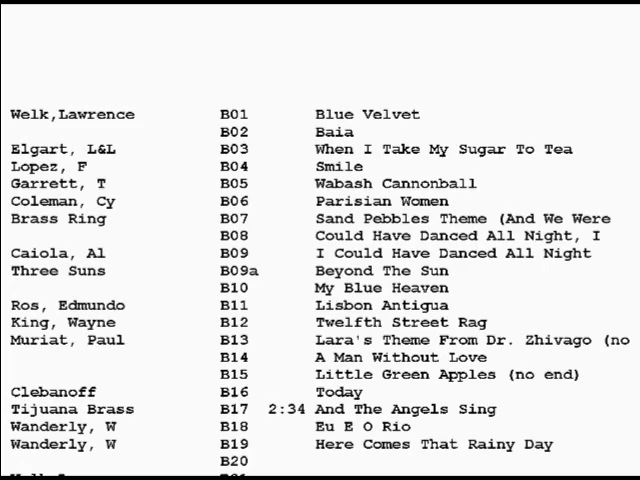 Welk,Lawrence B01 Blue Velvet
B02 Baia
Elgart, L&L B03 When I Take My Sugar To Tea
Lopez, F B04 Smile
Garrett, T B05 Wabash Cannonball
Coleman, Cy B06 Parisian Women
Brass Ring B07 Sand Pebbles Theme (And We Were
B08 Could Have Danced All Night, I
Caiola, Al B09 I Could Have Danced All Night
Three Suns B09a Beyond The Sun
B10 My Blue Heaven
Ros, Edmundo B11 Lisbon Antigua
King, Wayne B12 Twelfth Street Rag
Muriat, Paul B13 Lara's Theme From Dr. Zhivago (no
B14 A Man Without Love
B15 Little Green Apples (no end)
Clebanoff B16 Today
Tijuana Brass B17 2:34 And The Angels Sing
Wanderly, W B18 Eu E O Rio
Wanderly, W B19 Here Comes That Rainy Day
B20